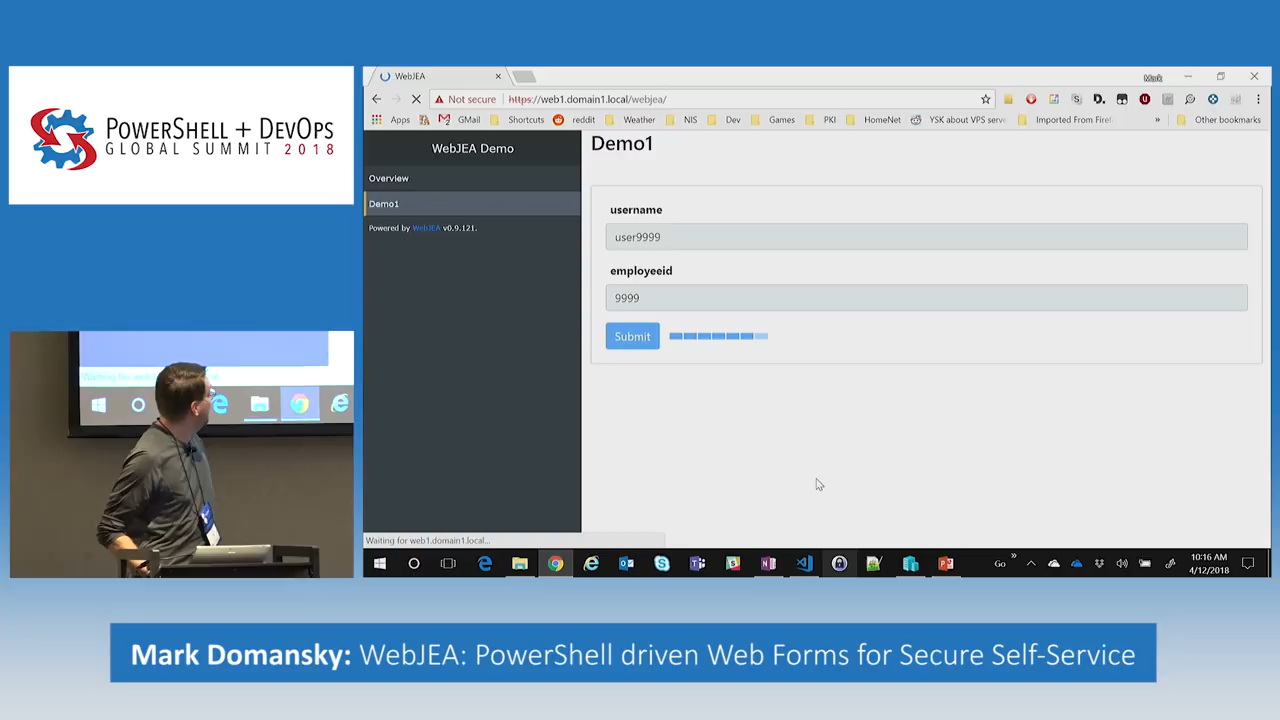 POWERSHELL + DEVOPS
GLOBAL SUMMIT 2018
WebJEA
Mark
Not secure https://web1.domain1.local/webjea/
Apps GMail Shortcuts reddit Weather NIS Dev Games PKI HomeNet YSK about VPS serve Imported From Firef » Other bookmarks
WebJEA Demo
Overview
Demo1
Powered by WebJEA v0.9.121.
Demo1
username
user9999
employeeid
9999
Submit
Waiting for web1.domain1.local...
Go » 10:16 AM
4/12/2018
Mark Domansky: WebJEA: PowerShell driven Web Forms for Secure Self-Service